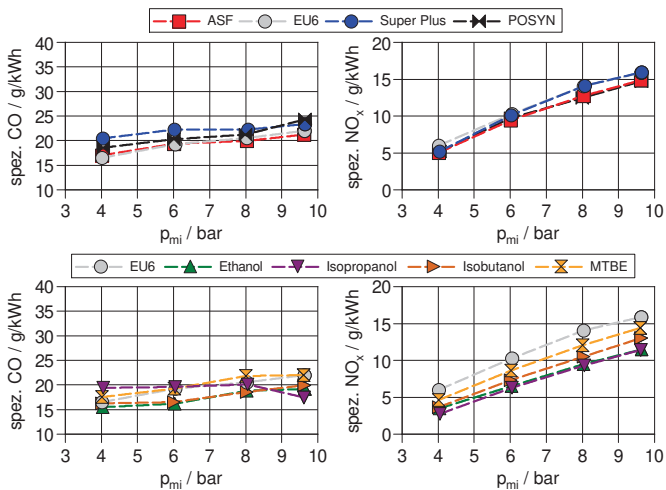 ASF EU6 Super Plus POSYN
spez. CO / g/kWh
40
35
30
25
20
15
10
3 4 5 6 7 8 9 10
p_mi / bar
spez. NO_x / g/kWh
20
15
10
5
0
3 4 5 6 7 8 9 10
p_mi / bar
EU6 Ethanol Isopropanol Isobutanol MTBE
spez. CO / g/kWh
40
35
30
25
20
15
10
3 4 5 6 7 8 9 10
p_mi / bar
spez. NO_x / g/kWh
20
15
10
5
0
3 4 5 6 7 8 9 10
p_mi / bar